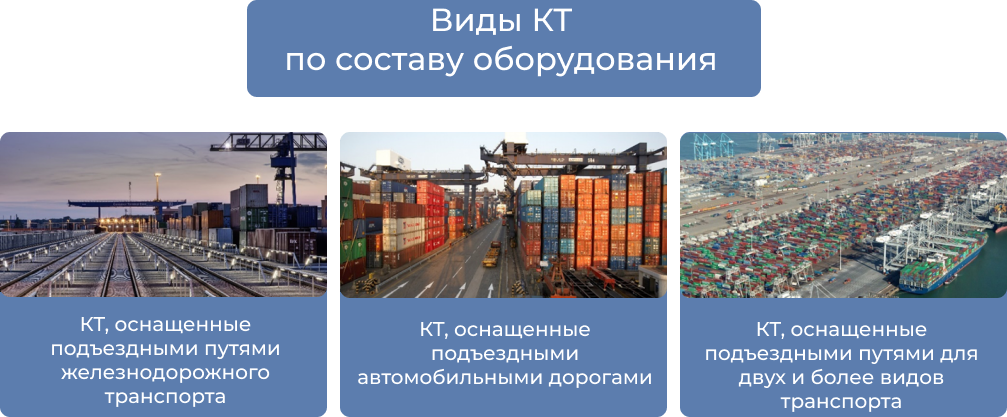 Виды КТ
по составу оборудования
КТ, оснащенные
подъездными путями
железнодорожного
транспорта
КТ, оснащенные
подъездными
автомобильными дорогами
КТ, оснащенные
подъездными путями для
двух и более видов
транспорта